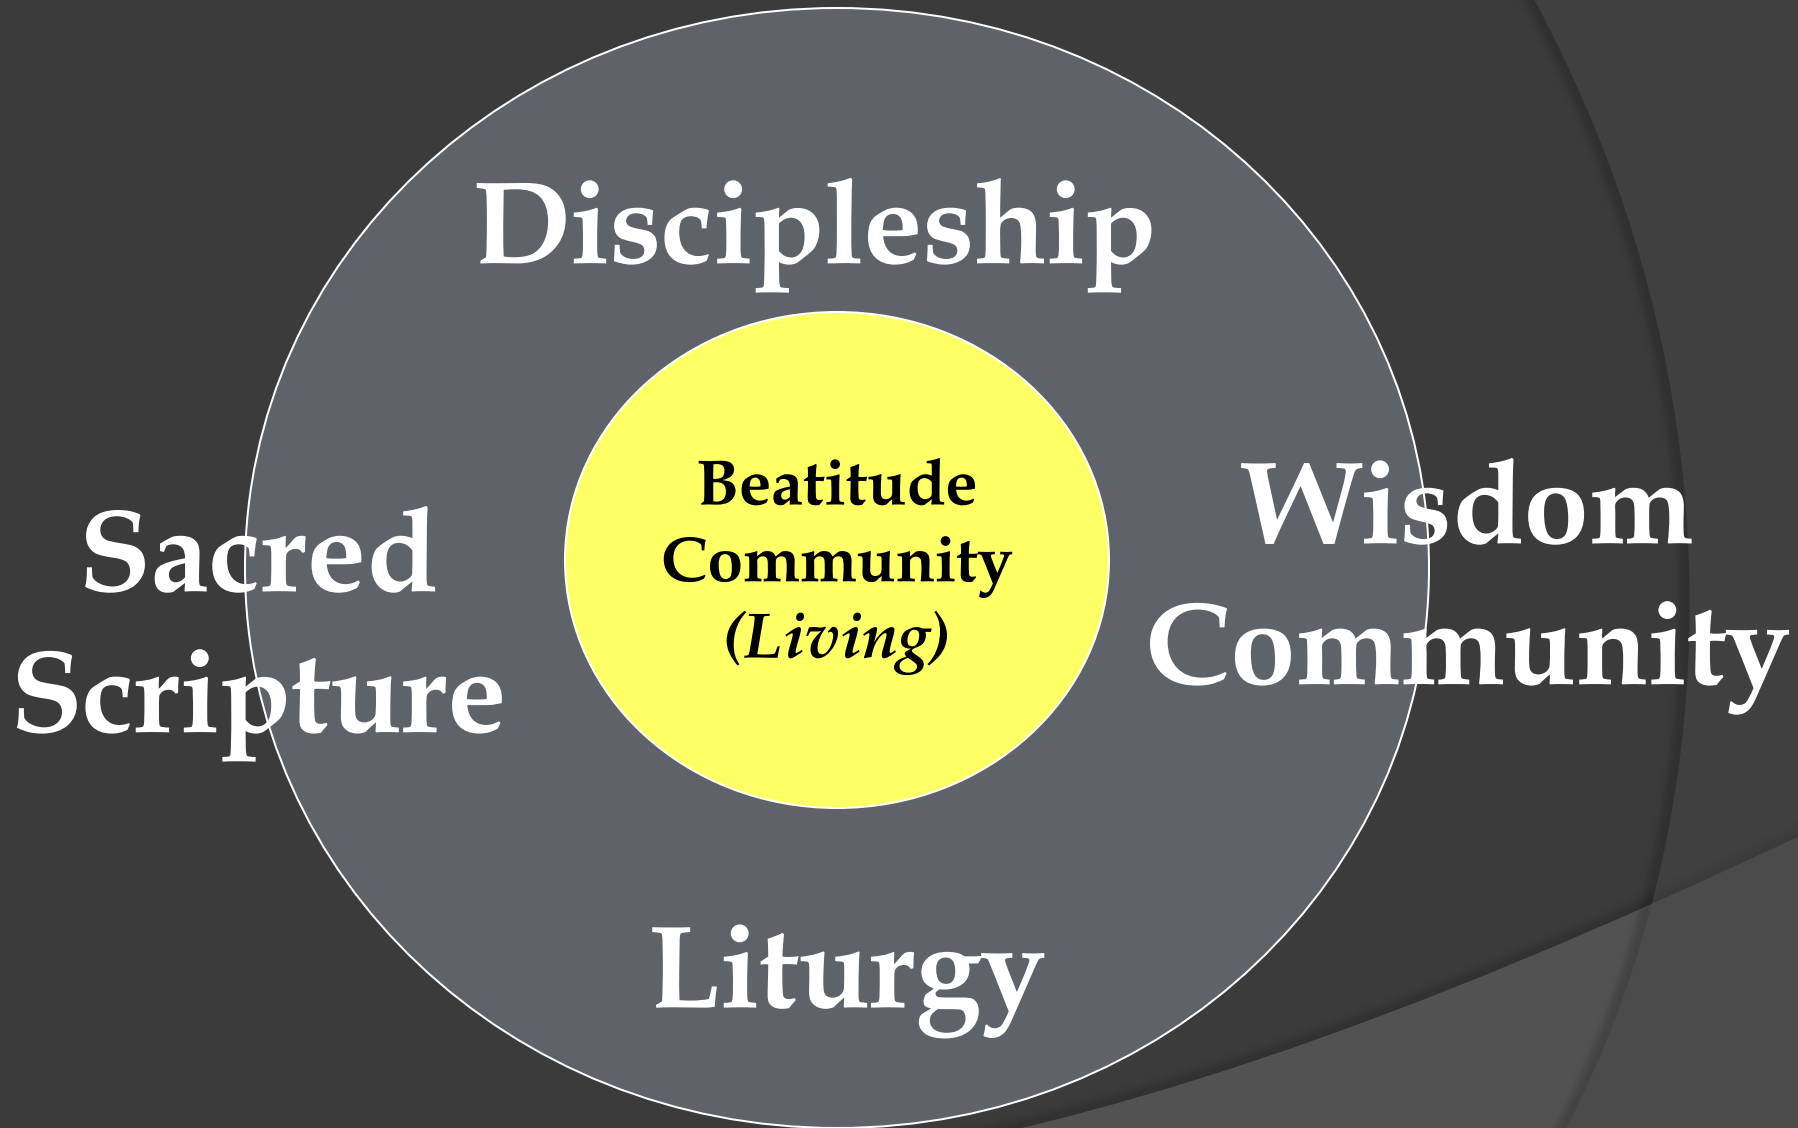 Discipleship
Sacred
Scripture
Beatitude
Community
(Living)
Wisdom
Community
Liturgy